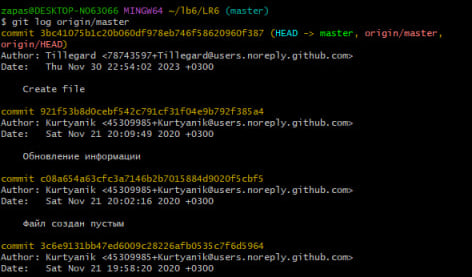 zapas@DESKTOP-NO63O66 MINGW64 ~/lb6/LR6 (master)
$ git log origin/master
commit 3bc41075b1c20b060df978eb746f58620960f387 (HEAD -> master, origin/master,
origin/HEAD)
Author: Tillegard <78743597+Tillegard@users.noreply.github.com>
Date:   Thu Nov 30 22:54:02 2023 +0300
Create file
commit 921f53b8d0cebf542c791cf31f04e9b792f385a4
Author: Kurtyanik <45309985+Kurtyanik@users.noreply.github.com>
Date:   Sat Nov 21 20:09:49 2020 +0300
Обновление информации
commit c08a654a63cfc3a7146b2b7015884d9020f5cbf5
Author: Kurtyanik <45309985+Kurtyanik@users.noreply.github.com>
Date:   Sat Nov 21 20:02:16 2020 +0300
Файл создан пустым
commit 3c6e9131bb47ed6009c28226afb0535c7f6d5964
Author: Kurtyanik <45309985+Kurtyanik@users.noreply.github.com>
Date:   Sat Nov 21 19:58:20 2020 +0300